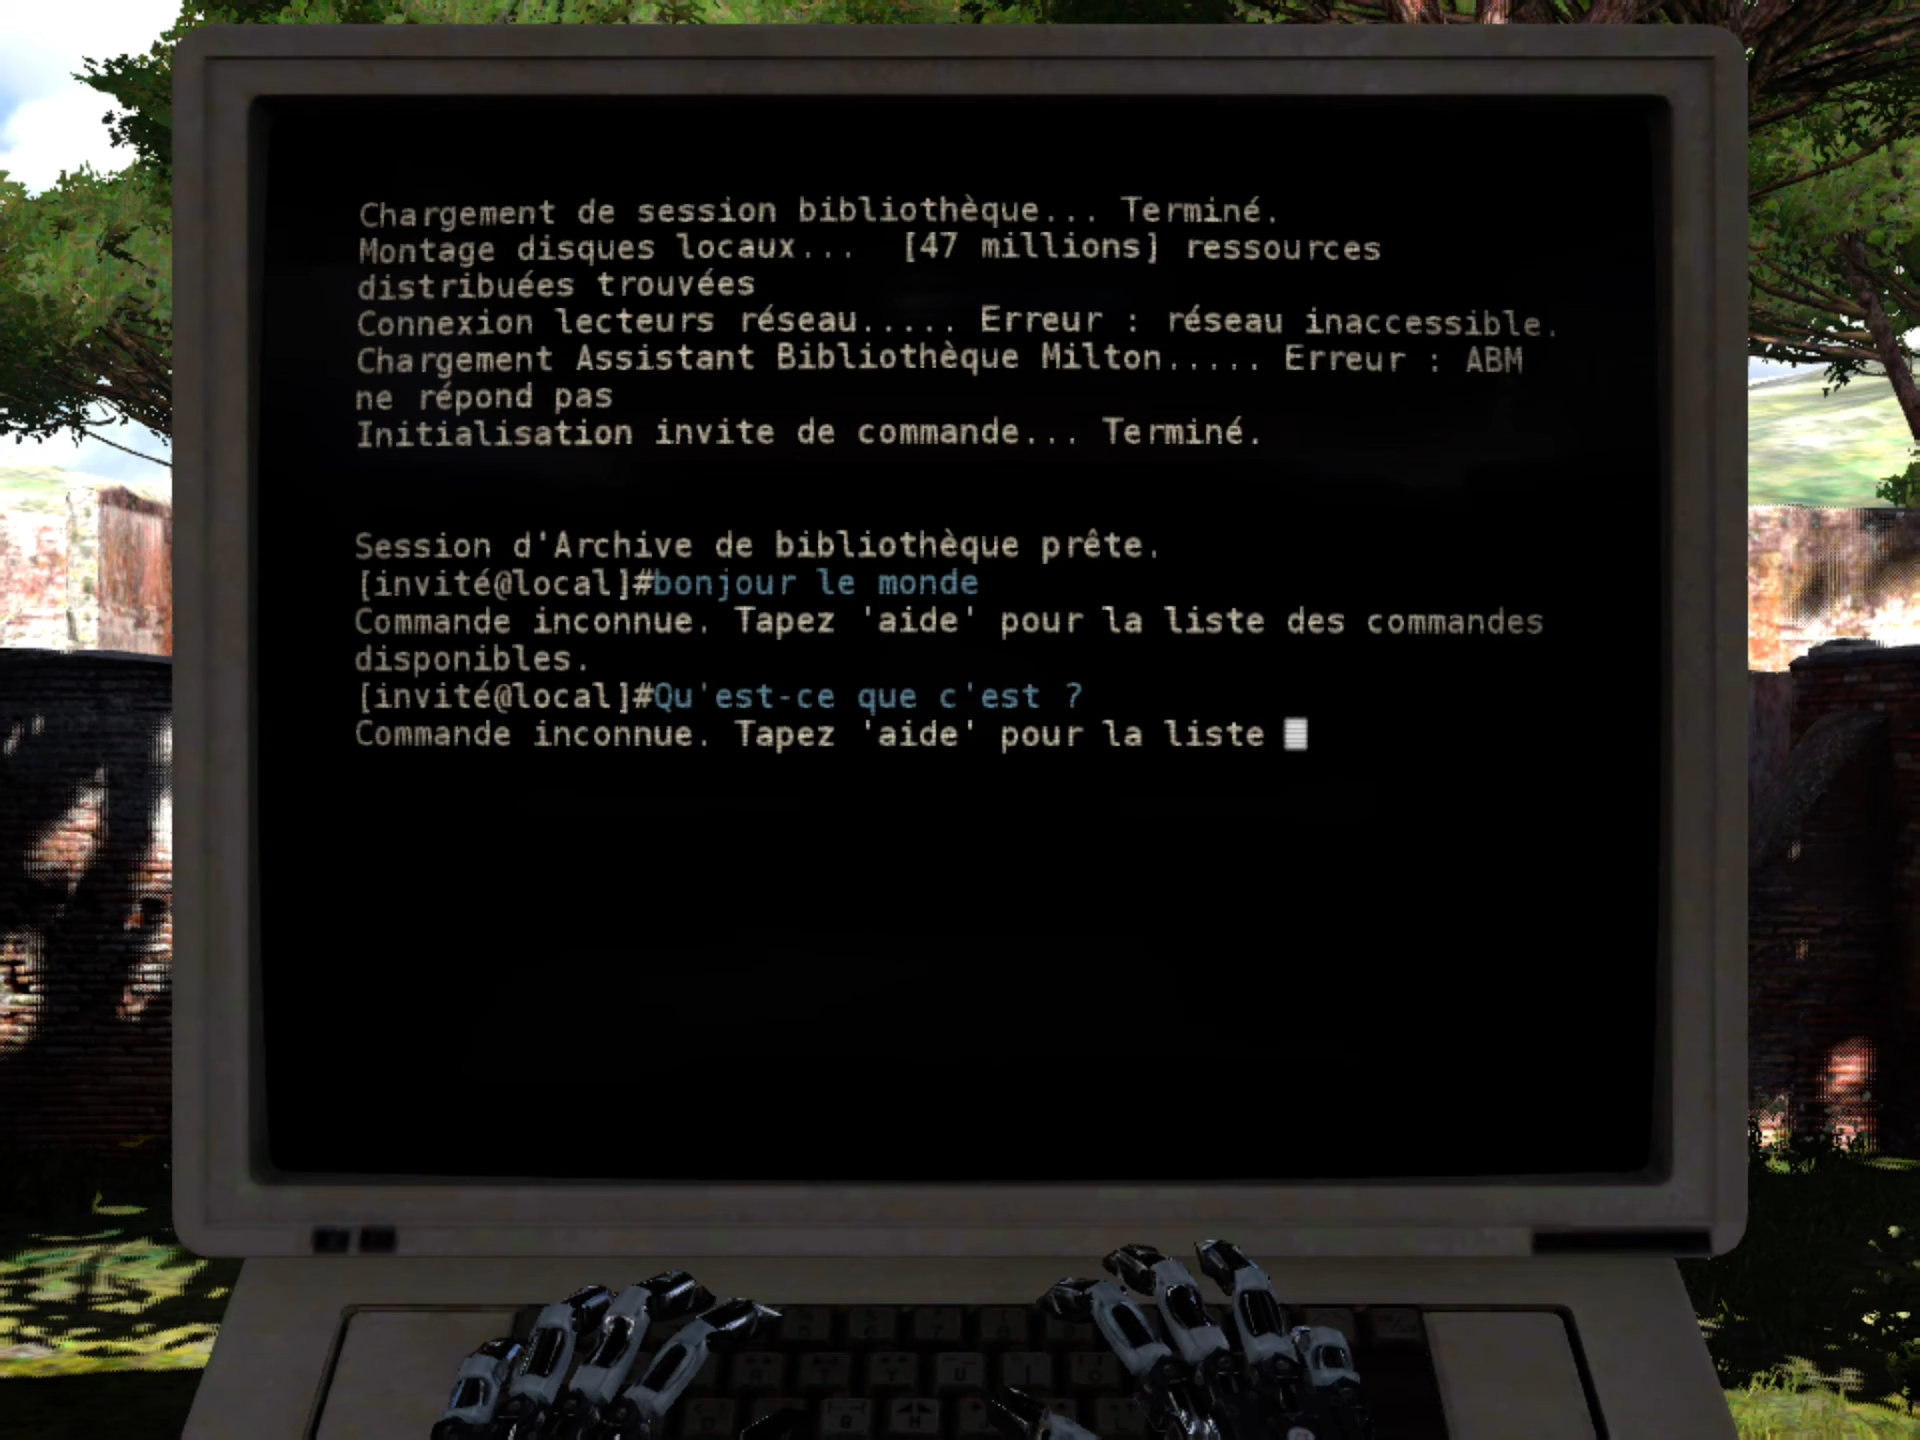 Chargement de session bibliothèque... Terminé.
Montage disques locaux...  [47 millions] ressources
distribuées trouvées
Connexion lecteurs réseau..... Erreur : réseau inaccessible.
Chargement Assistant Bibliothèque Milton..... Erreur : ABM
ne répond pas
Initialisation invite de commande... Terminé.
Session d'Archive de bibliothèque prête.
[invité@local]#bonjour le monde
Commande inconnue. Tapez 'aide' pour la liste des commandes
disponibles.
[invité@local]#Qu'est-ce que c'est ?
Commande inconnue. Tapez 'aide' pour la liste